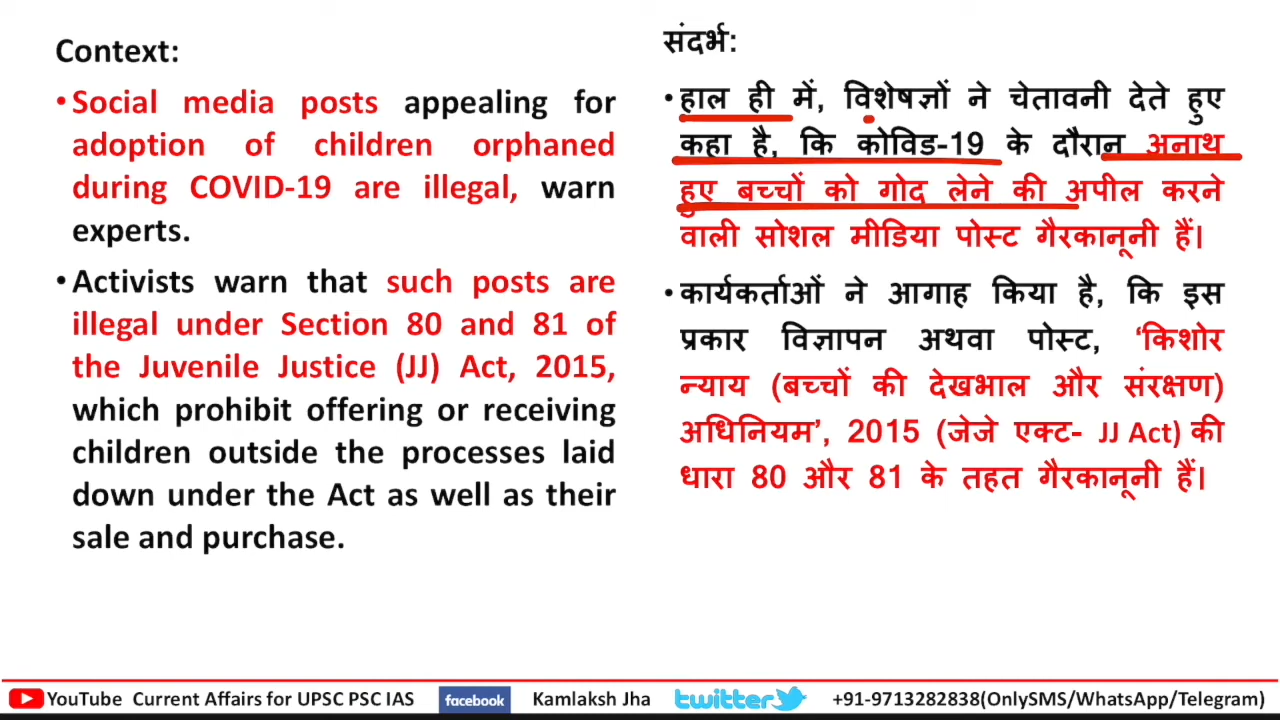 Context:
• Social media posts appealing for
adoption of children orphaned
during COVID-19 are illegal, warn
experts.
• Activists warn that such posts are
illegal under Section 80 and 81 of
the Juvenile Justice (JJ) Act, 2015,
which prohibit offering or receiving
children outside the processes laid
down under the Act as well as their
sale and purchase.
संदर्भ:
• हाल ही में, विशेषज्ञों ने चेतावनी देते हुए
कहा है, कि कोविड-19 के दौरान अनाथ
हुए बच्चों को गोद लेने की अपील करने
वाली सोशल मीडिया पोस्ट गैरकानूनी हैं।
• कार्यकर्ताओं ने आगाह किया है, कि इस
प्रकार विज्ञापन अथवा पोस्ट, ‘किशोर
न्याय (बच्चों की देखभाल और संरक्षण)
अधिनियम’, 2015 (जेजे एक्ट- JJ Act) की
धारा 80 और 81 के तहत गैरकानूनी हैं।
YouTube Current Affairs for UPSC PSC IAS facebook Kamlaksh Jha twitter +91-9713282838(OnlySMS/WhatsApp/Telegram)